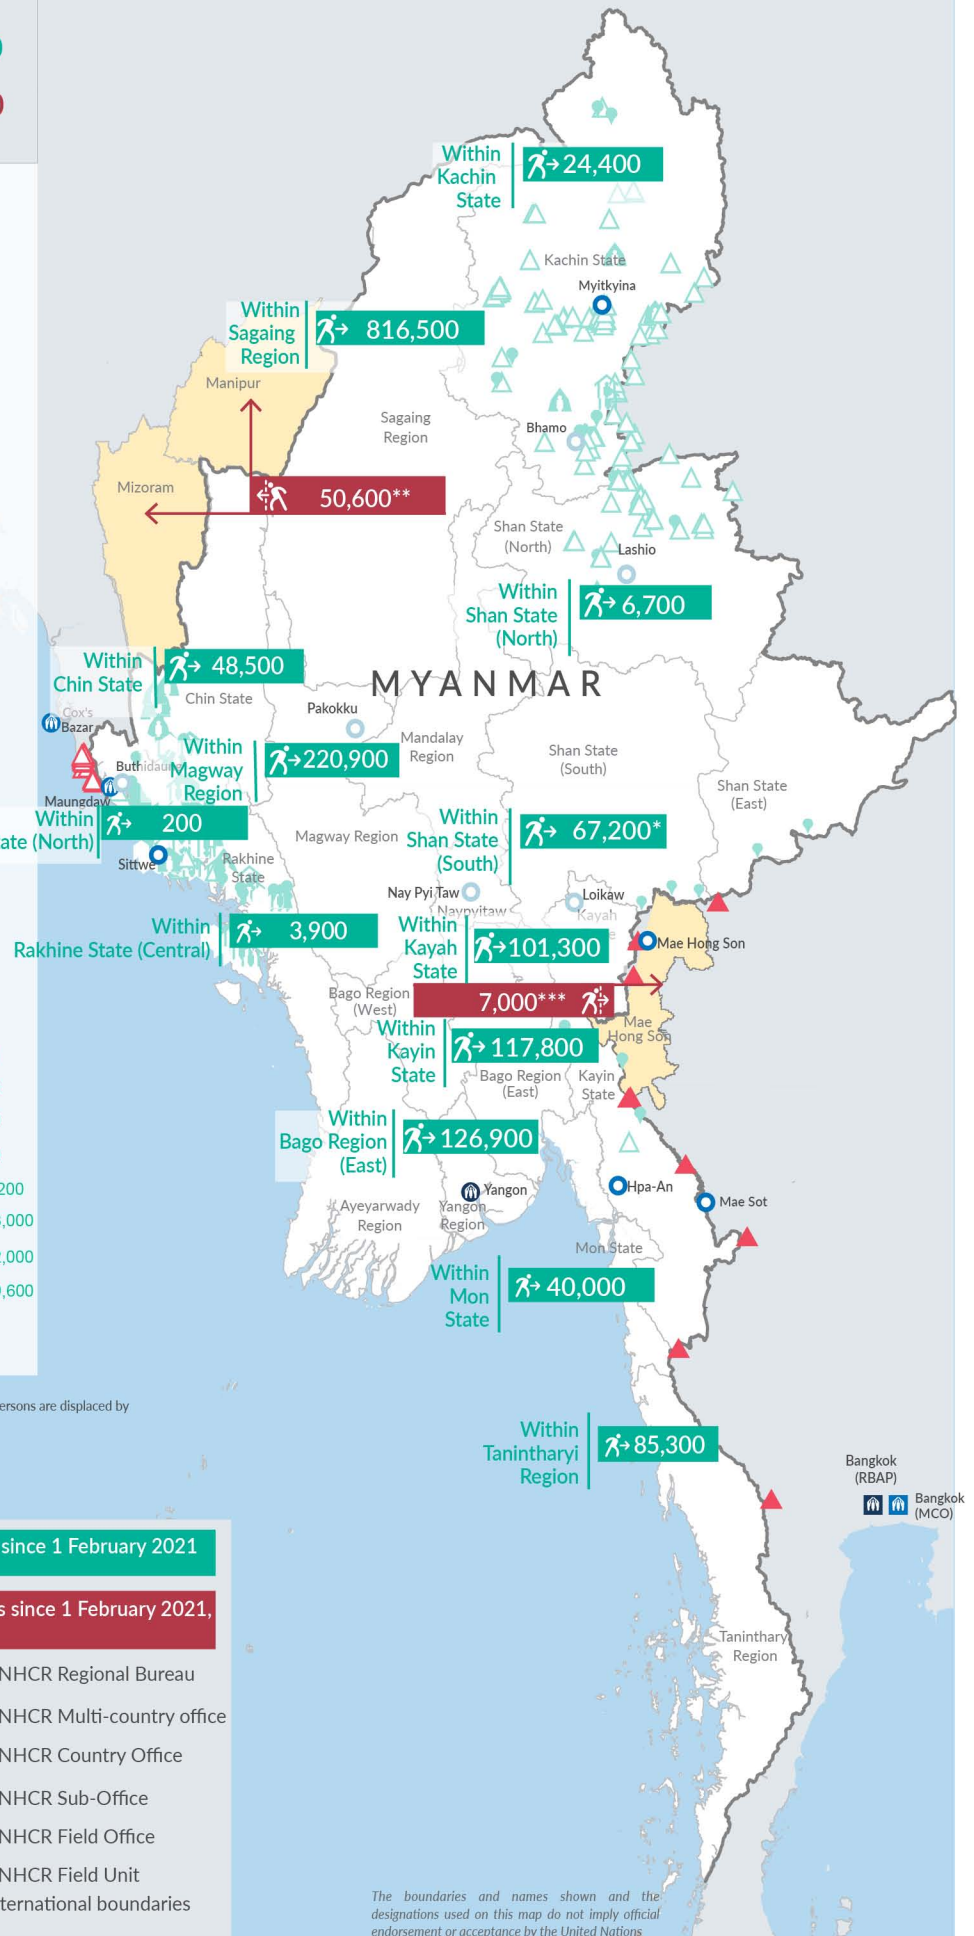 Within
Kachin
State
24,400
Kachin State
Myitkyina
Within
Sagaing
Region
816,500
Manipur
Sagaing
Region
Bhamo
Mizoram
50,600**
Shan State
(North)
Lashio
Within
Shan State
(North)
6,700
Within
Chin State
48,500
Chin State
MYANMAR
Pakokku
Cox's
Bazar
Mandalay
Region
Within
Magway
Region
220,900
Shan State
(South)
Shan State
(East)
Maungdaw
Within
ate (North)
200
Magway Region
Within
Shan State
(South)
67,200*
Sittwe
Rakhine
State
Nay Pyi Taw
Naypyitaw
Loikaw
Kayah
Within
Rakhine State (Central)
3,900
Within
Kayah
State
101,300
Mae Hong Son
Bago Region
(West)
7,000***
Mae
Hong Son
Within
Kayin
State
117,800
Bago Region
(East)
Kayin
State
Within
Bago Region
(East)
126,900
Yangon
Hpa-An
Mae Sot
Ayeyarwady
Region
Yangon
Region
200
,000
,000
,600
Mon State
Within
Mon
State
40,000
ersons are displaced by
Within
Tanintharyi
Region
85,300
Bangkok
(RBAP)
Bangkok
(MCO)
since 1 February 2021
s since 1 February 2021,
NHCR Regional Bureau
NHCR Multi-country office
NHCR Country Office
NHCR Sub-Office
NHCR Field Office
NHCR Field Unit
ternational boundaries
Taninthary
Region
The boundaries and names shown and the
designations used on this map do not imply official
endorsement or acceptance by the United Nations